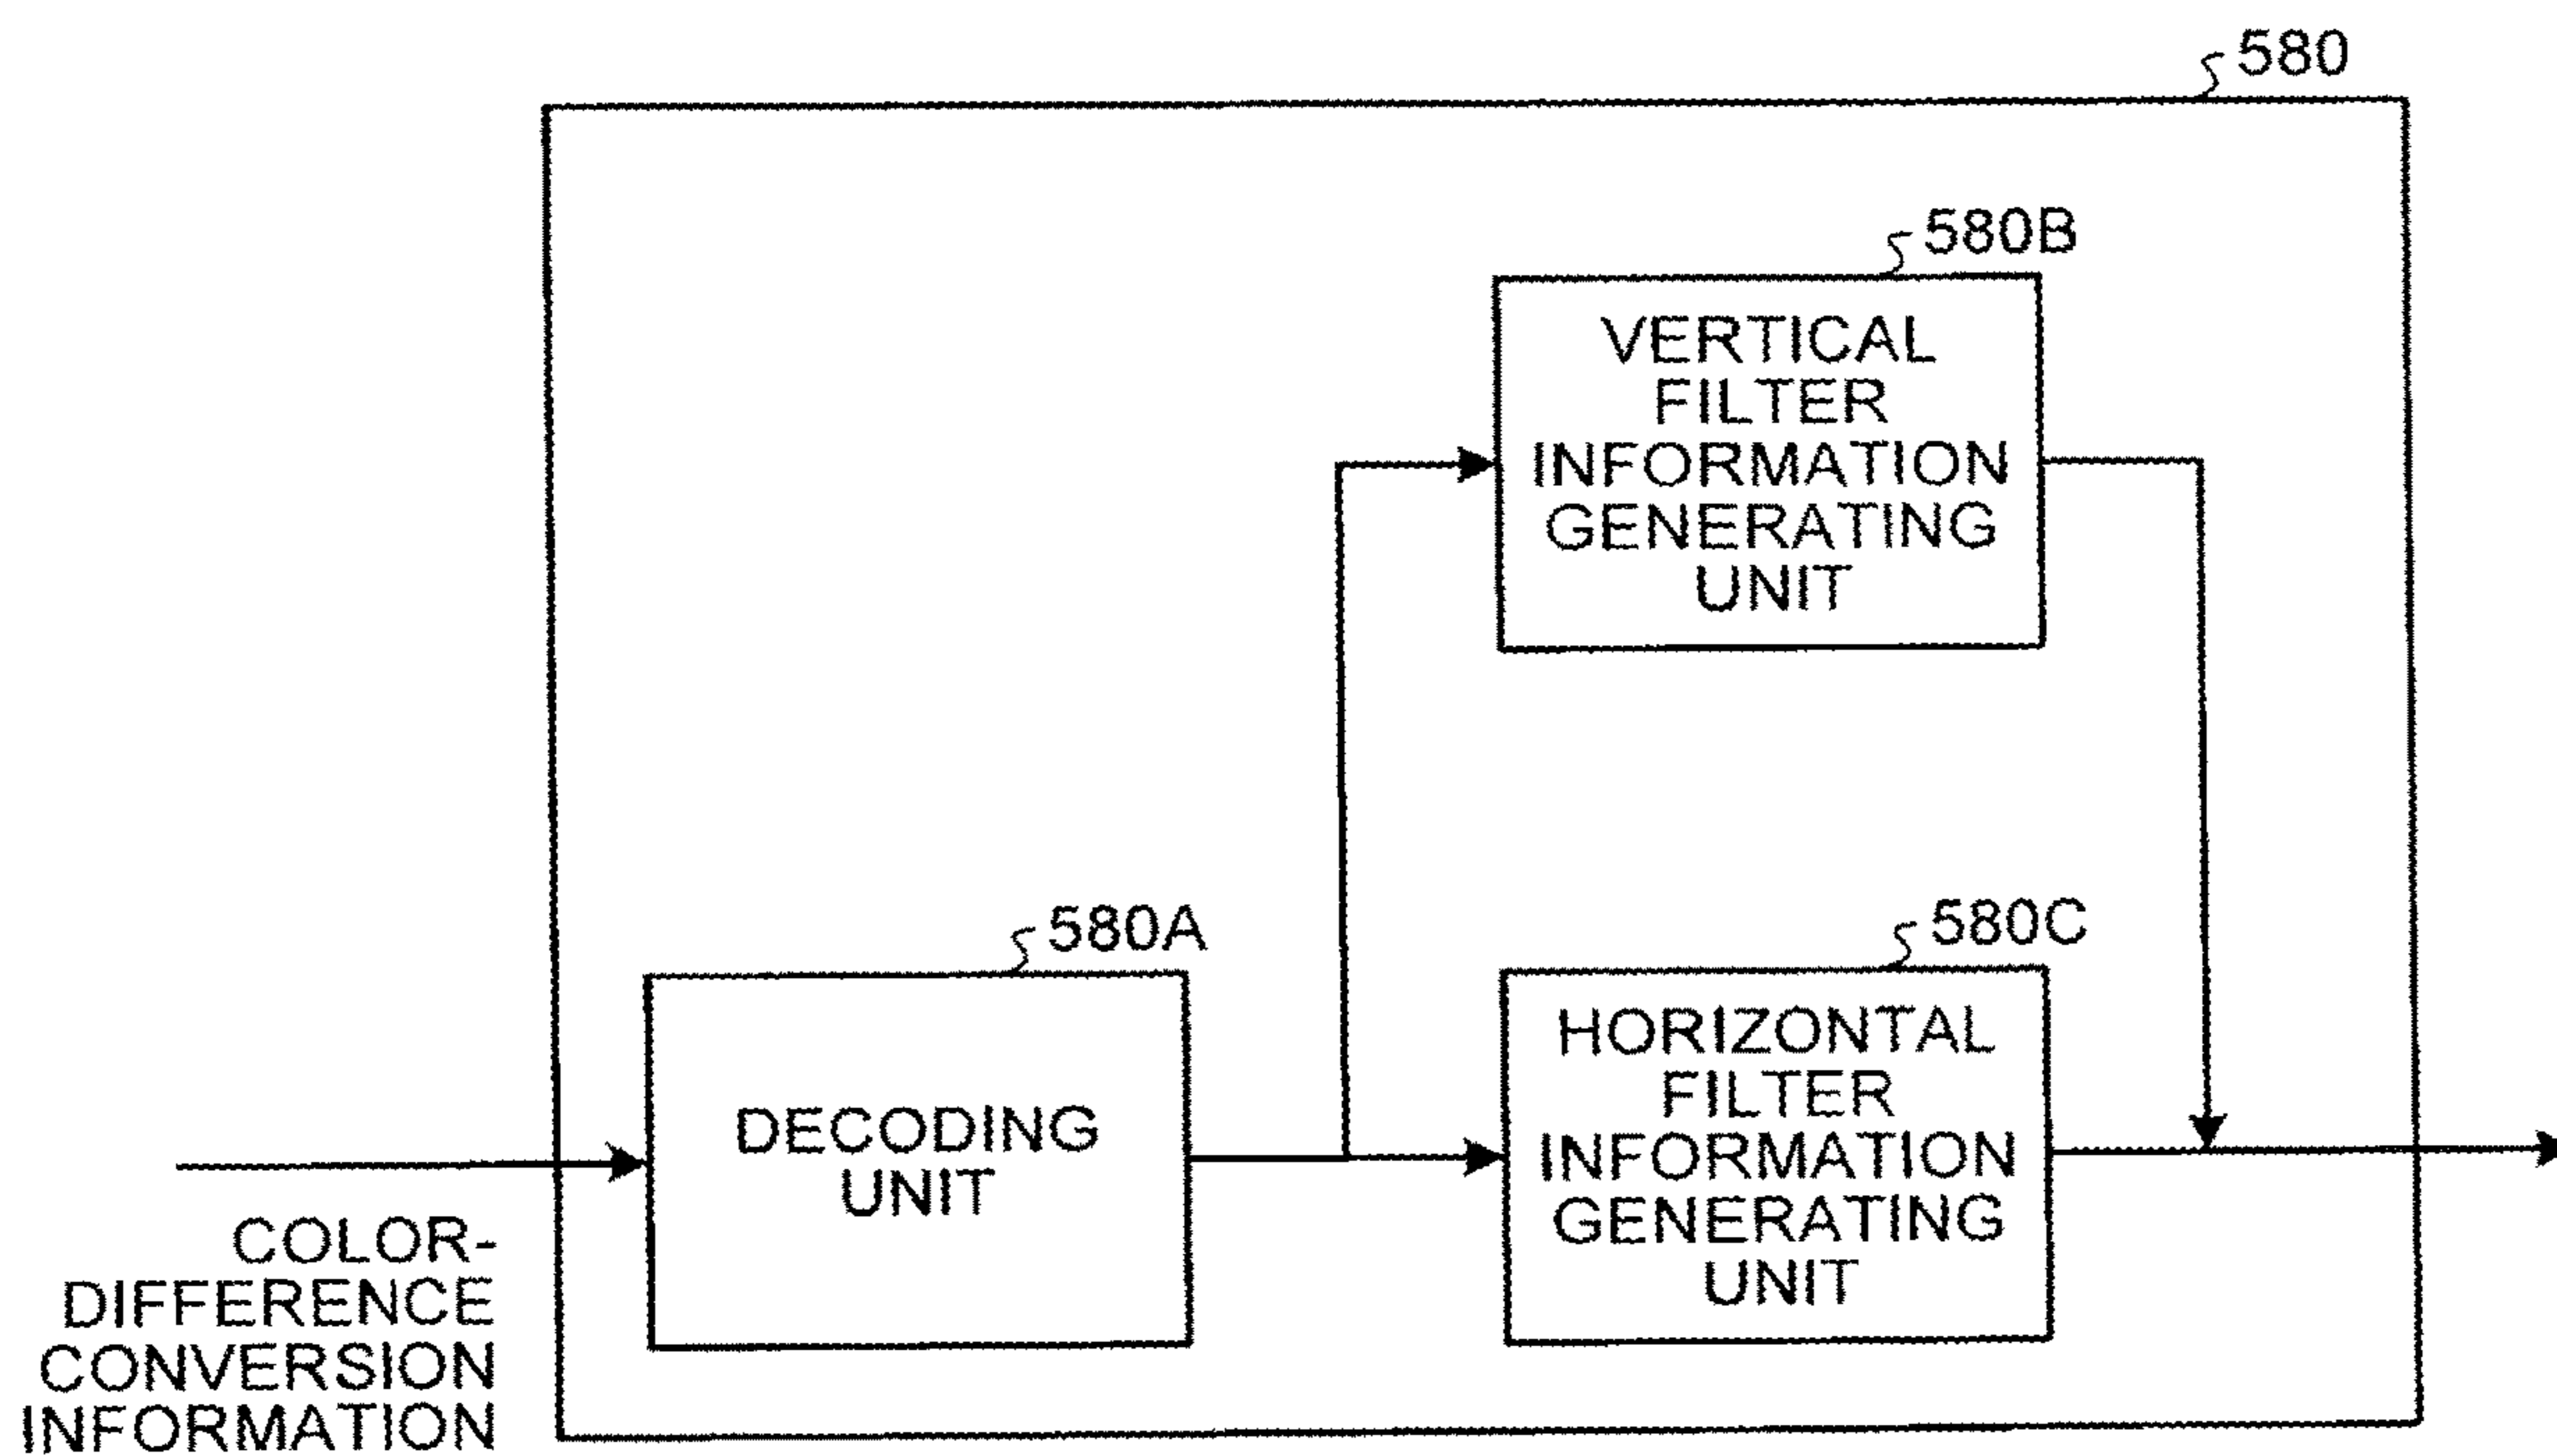 580
580B
VERTICAL
FILTER
INFORMATION
GENERATING
UNIT
580A
DECODING
UNIT
580C
HORIZONTAL
FILTER
INFORMATION
GENERATING
UNIT
COLOR-
DIFFERENCE
CONVERSION
INFORMATION